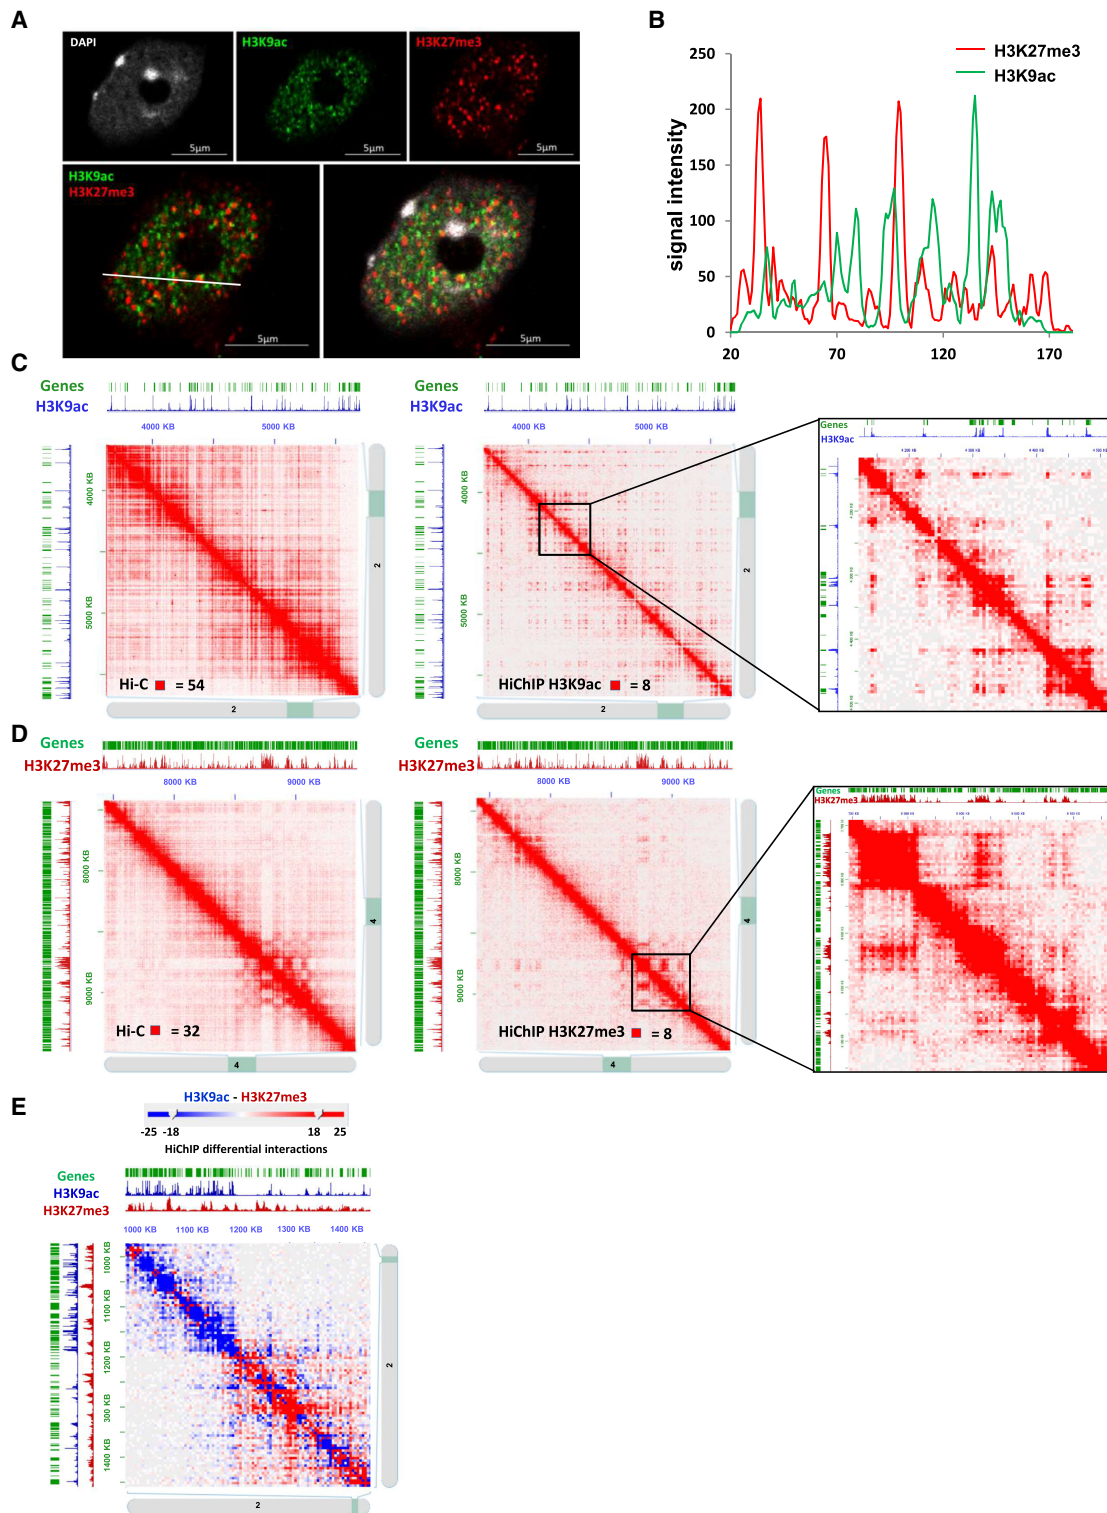 A
DAPI
5μm
H3K9ac
5μm
H3K27me3
5μm
H3K9ac
H3K27me3
5μm
5μm
B
250
200
150
100
50
0
20
70
120
170
signal intensity
H3K27me3
H3K9ac
C
Genes
H3K9ac
4000 KB
5000 KB
4000 KB
5000 KB
Hi-C = 54
2
2
Genes
H3K9ac
4000 KB
5000 KB
4000 KB
5000 KB
HiChIP H3K9ac = 8
2
2
Genes
H3K9ac
D
Genes
H3K27me3
8000 KB
9000 KB
8000 KB
9000 KB
Hi-C = 32
4
4
Genes
H3K27me3
8000 KB
9000 KB
8000 KB
9000 KB
HiChIP H3K27me3 = 8
4
4
Genes
H3K27me3
E
H3K9ac - H3K27me3
-25 -18
18 25
HiChIP differential interactions
Genes
H3K9ac
H3K27me3
1000 KB
1100 KB
1200 KB
1300 KB
1400 KB
1000 KB
1100 KB
1200 KB
300 KB
1400 KB
2
2